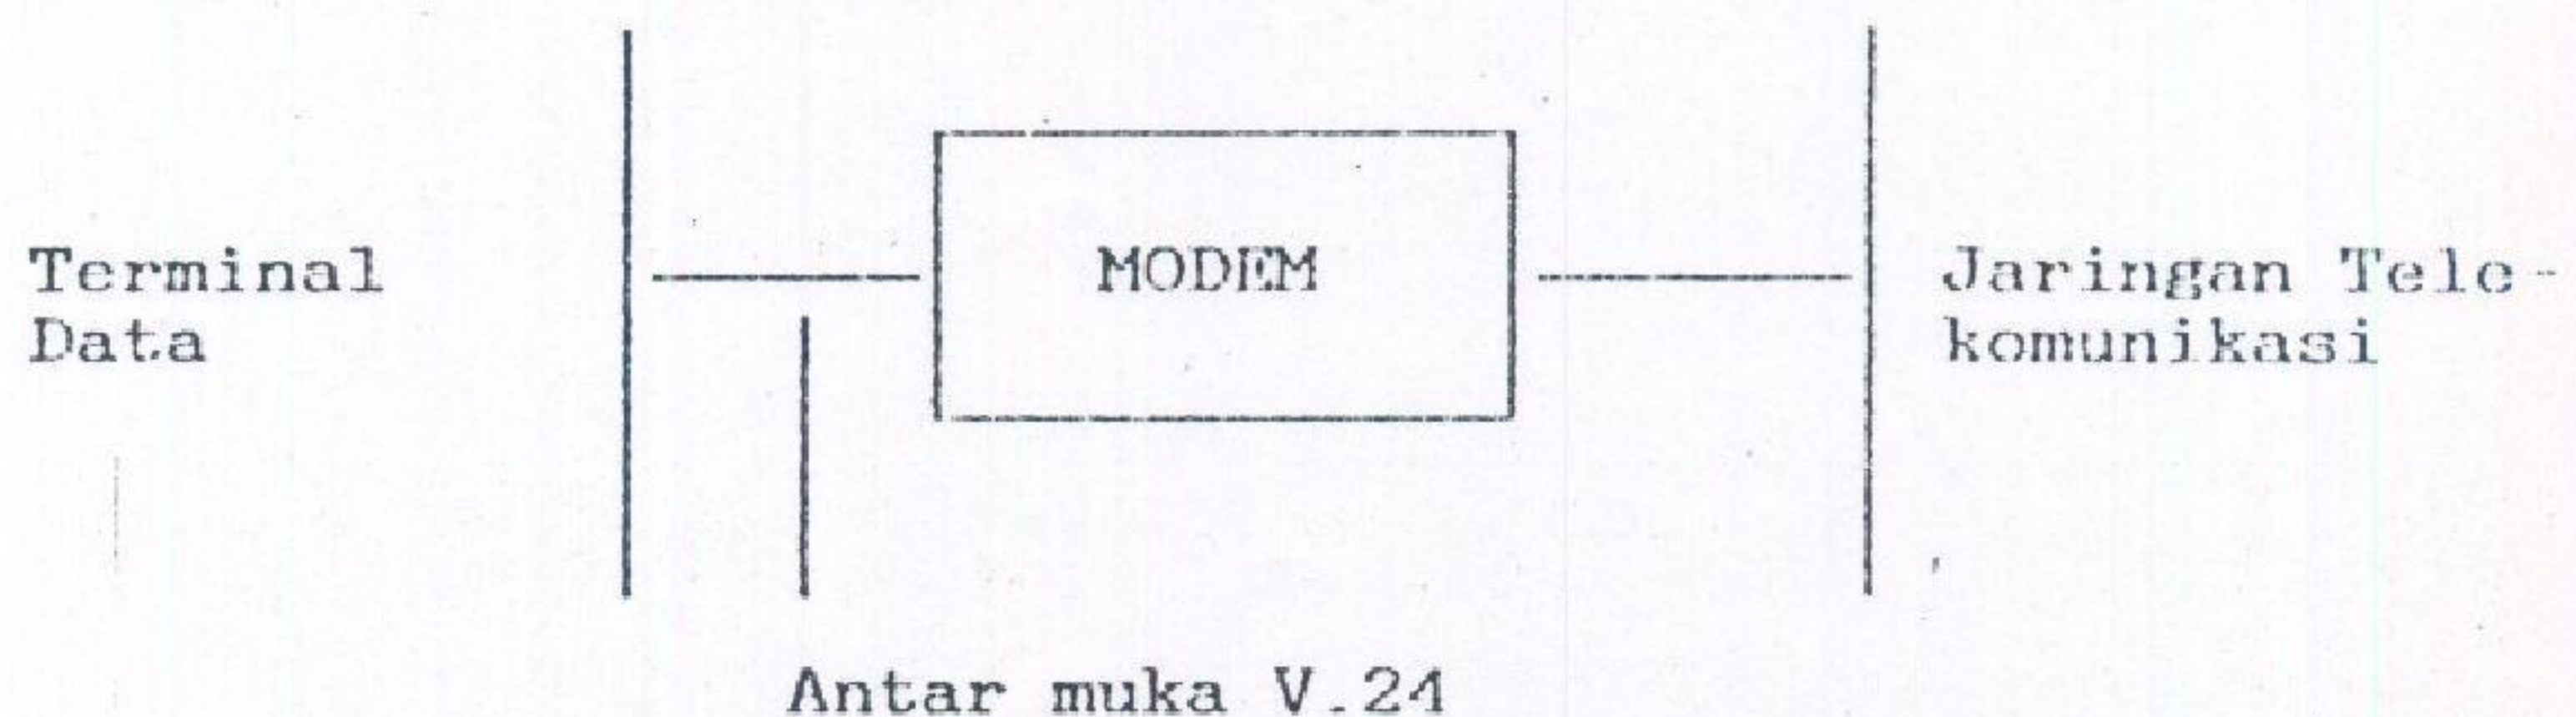 Terminal
Data
MODEM
Jaringan Tele-
komunikasi
Antar muka V.24